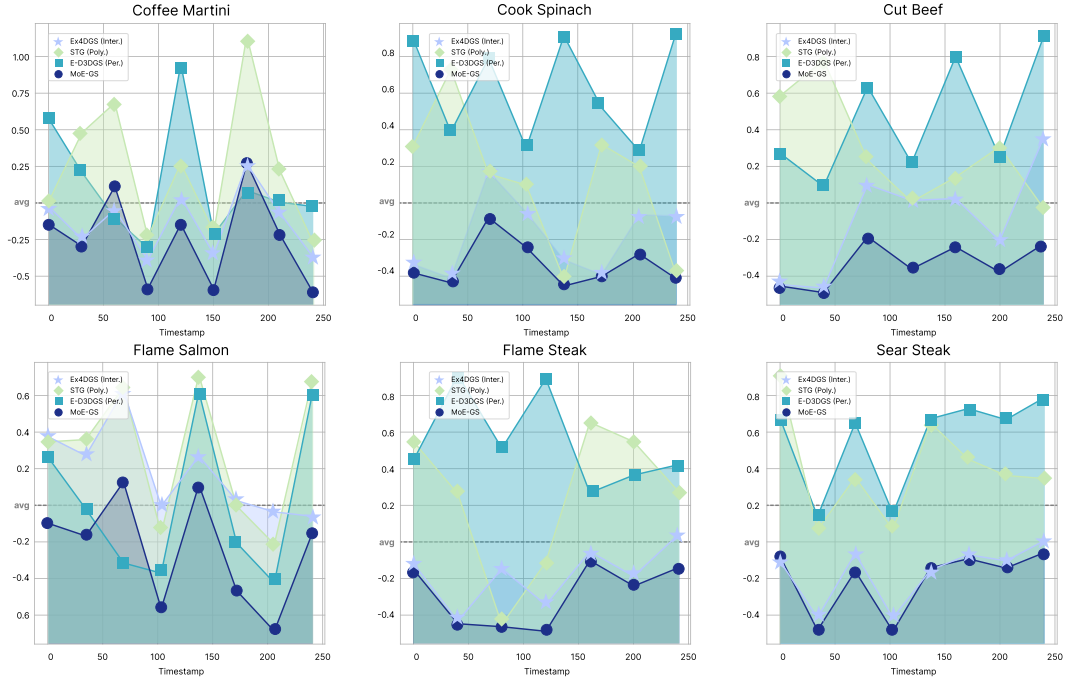 Coffee Martini
Ex4DGS (Inter.)
STG (Poly.)
E-D3DGS (Per.)
MoE-GS
1.00
0.75
0.50
0.25
avg
-0.25
-0.5
0 50 100 150 200 250
Timestamp
Cook Spinach
Ex4DGS (Inter.)
STG (Poly.)
E-D3DGS (Per.)
MoE-GS
0.8
0.6
0.4
0.2
avg
-0.2
-0.4
0 50 100 150 200 250
Timestamp
Cut Beef
Ex4DGS (Inter.)
STG (Poly.)
E-D3DGS (Per.)
MoE-GS
0.8
0.6
0.4
0.2
avg
-0.2
-0.4
0 50 100 150 200 250
Timestamp
Flame Salmon
Ex4DGS (Inter.)
STG (Poly.)
E-D3DGS (Per.)
MoE-GS
0.6
0.4
0.2
avg
-0.2
-0.4
0.6
0 50 100 150 200 250
Timestamp
Flame Steak
Ex4DGS (Inter.)
STG (Poly.)
E-D3DGS (Per.)
MoE-GS
0.8
0.6
0.4
0.2
avg
-0.2
-0.4
0 50 100 150 200 250
Timestamp
Sear Steak
Ex4DGS (Inter.)
STG (Poly.)
E-D3DGS (Per.)
MoE-GS
0.8
0.6
0.4
0.2
avg
-0.2
-0.4
0 50 100 150 200 250
Timestamp